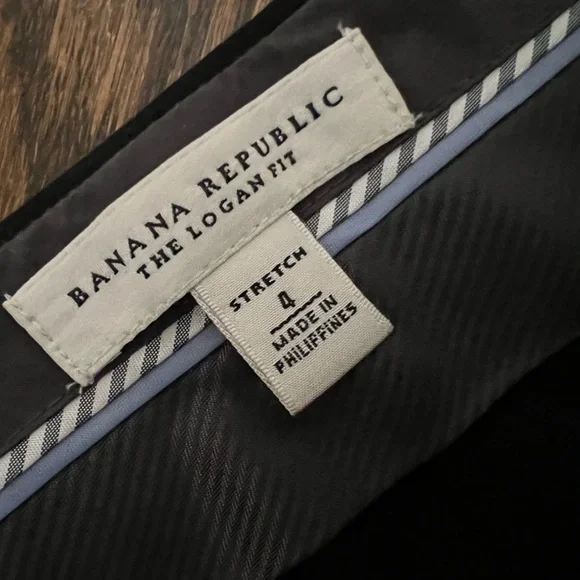 BANANA REPUBLIC
THE LOGAN FIT
STRETCH
4
MADE IN
PHILIPPINES